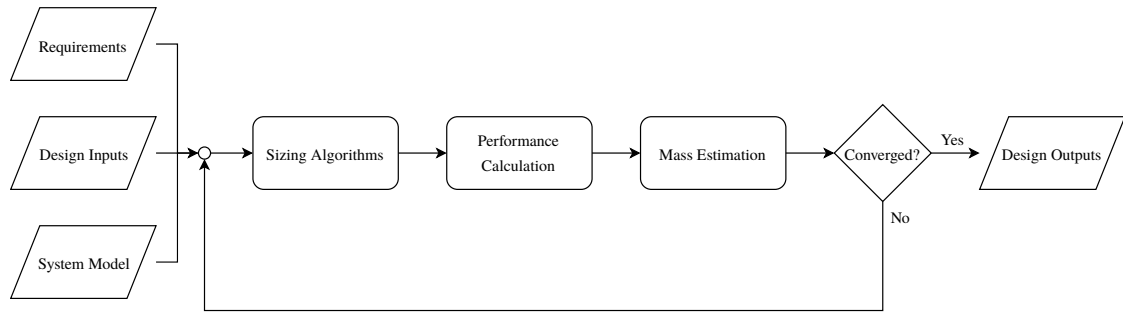 Requirements
Design Inputs
System Model
Sizing Algorithms
Performance
Calculation
Mass Estimation
Converged?
Yes
No
Design Outputs